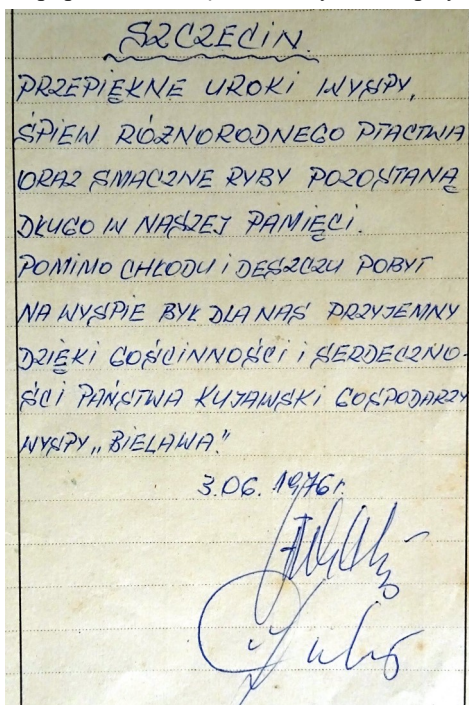 SZCZECIN.
PRZEPIĘKNE UROKI WYSPY,
ŚPIEW RÓŻNORODNEGO PTACTWA
ORAZ SMACZNE RYBY POZOSTANĄ
DŁUGO W NASZEJ PAMIĘCI.
POMIMO CHŁODU I DESZCZU POBYT
NA WYSPIE BYŁ DLA NAS PRZYJEMNY
DZIĘKI GOŚCINNOŚCI I SERDECZNO-
ŚCI PAŃSTWA KUJAWSKI GOSPODARZY
WYSPY „BIELAWA."
3.06.1976r.